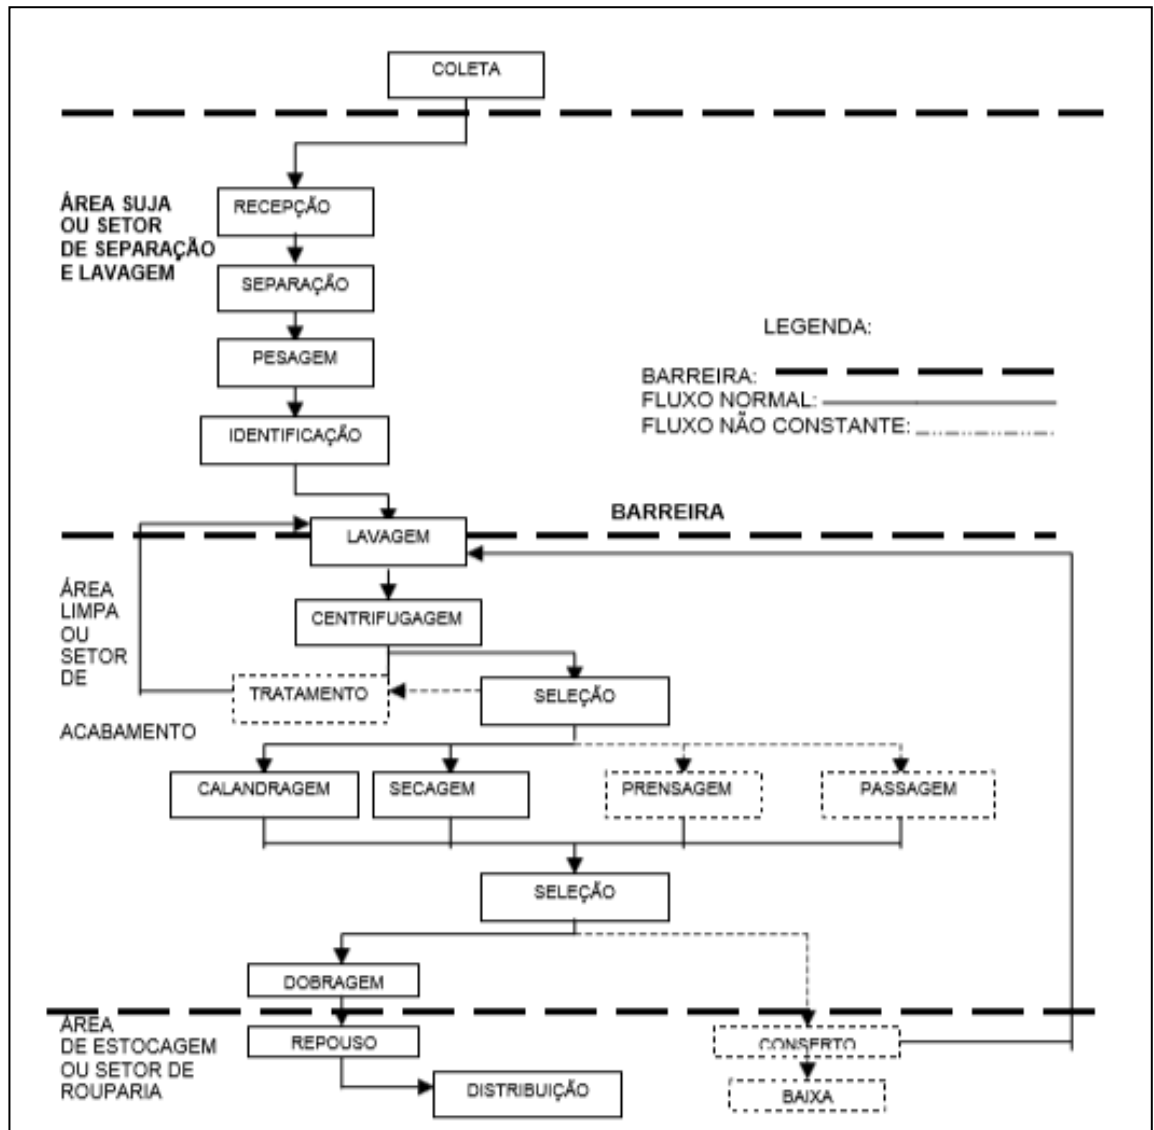 COLETA
ÁREA SUJA
OU SETOR
DE SEPARAÇÃO
E LAVAGEM
RECEPÇÃO
SEPARAÇÃO
PESAGEM
IDENTIFICAÇÃO
LEGENDA:
BARREIRA:
FLUXO NORMAL:
FLUXO NÃO CONSTANTE:
BARREIRA
LAVAGEM
ÁREA
LIMPA
OU
SETOR
DE
ACABAMENTO
CENTRIFUGAGEM
TRATAMENTO
SELEÇÃO
CALANDRAGEM
SECAGEM
PRENSAGEM
PASSAGEM
SELEÇÃO
DOBRAGEM
ÁREA
DE ESTOCAGEM
OU SETOR DE
ROUPARIA
REPOUSO
CONSERTO
DISTRIBUIÇÃO
BAIXA